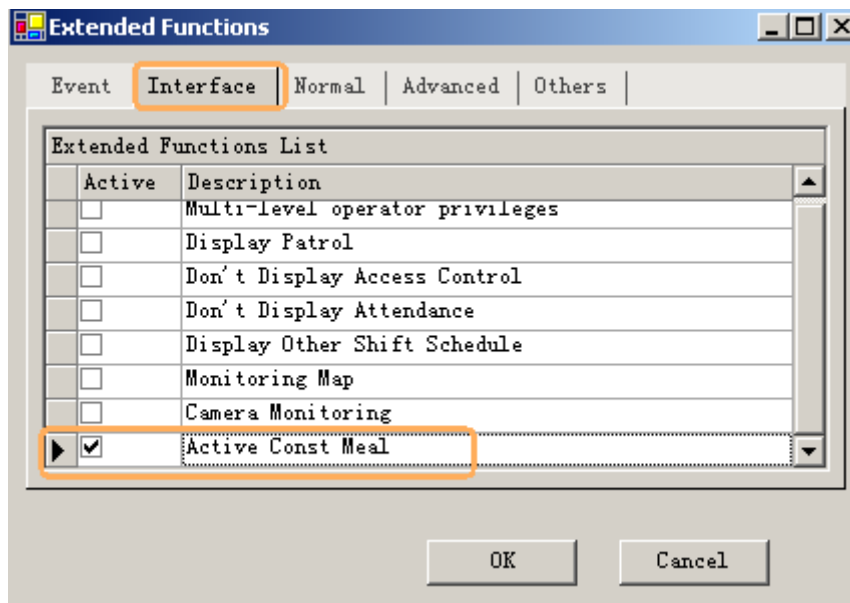 Extended Functions
Event Interface Normal Advanced Others
Extended Functions List
Active Description
Multi-level operator privileges
Display Patrol
Don't Display Access Control
Don't Display Attendance
Display Other Shift Schedule
Monitoring Map
Camera Monitoring
Active Const Meal
OK Cancel